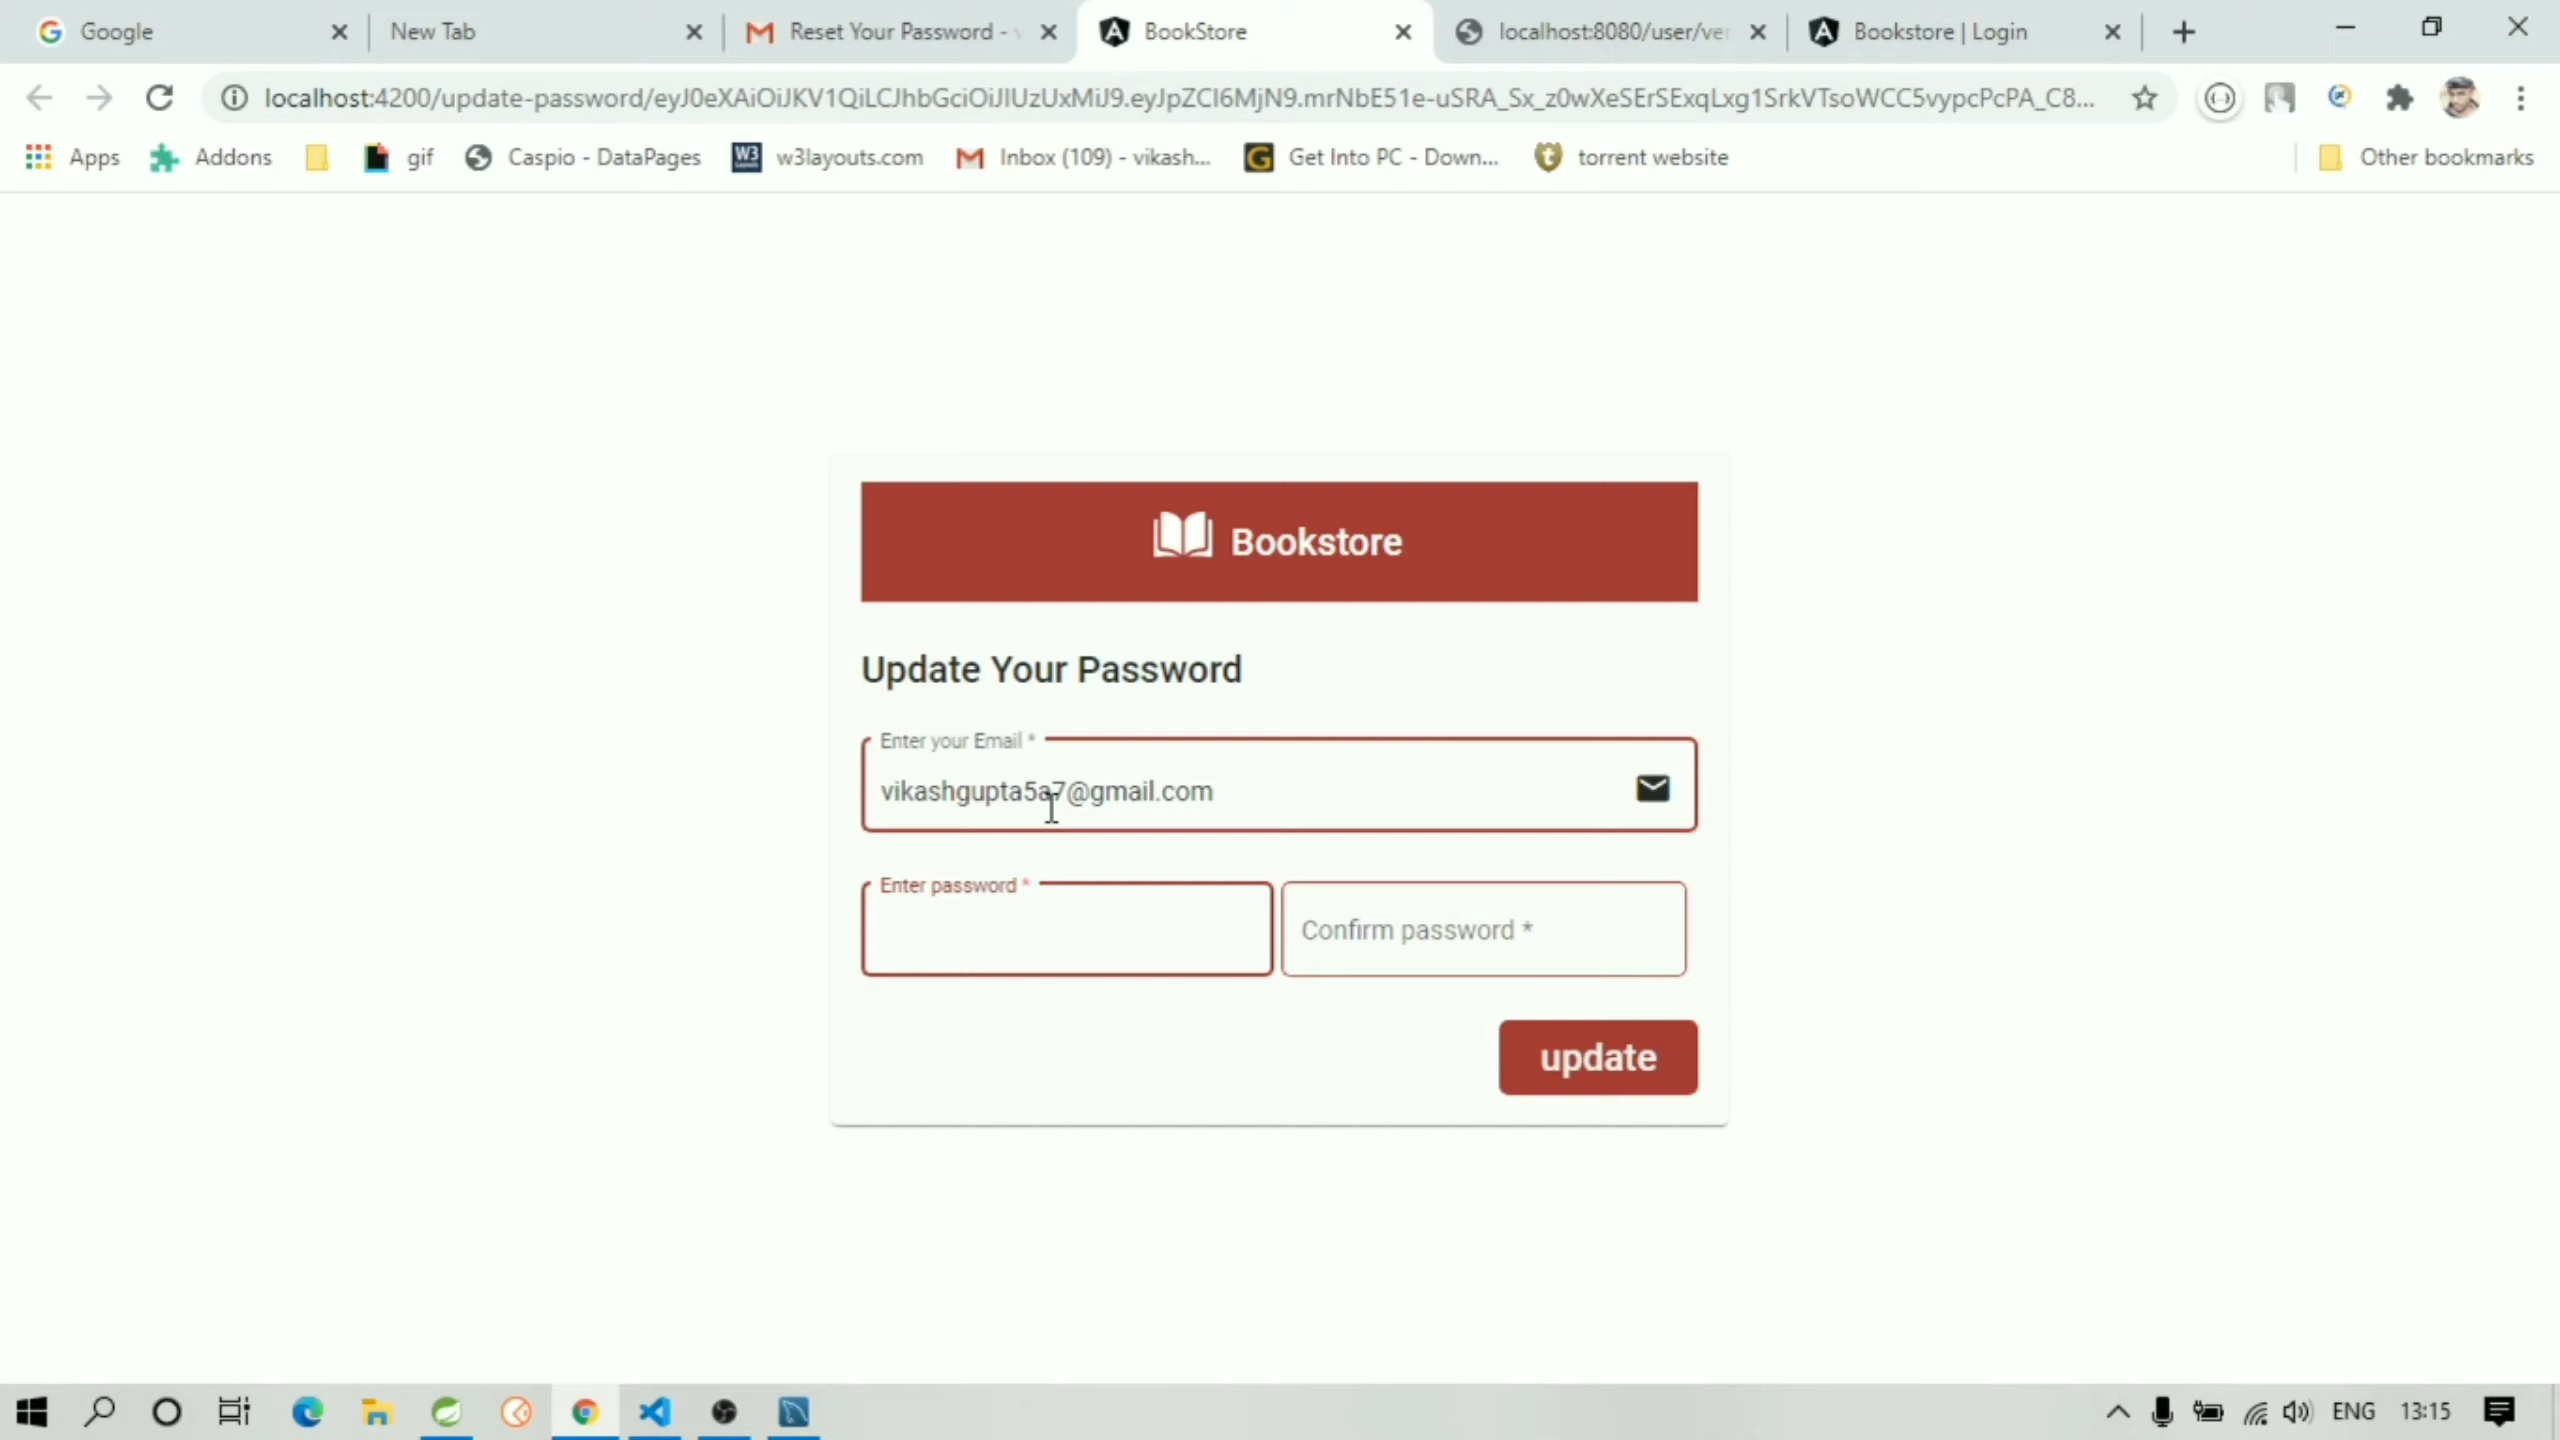 Google
New Tab
Reset Your Password -
BookStore
localhost:8080/user/ver
Bookstore | Login
localhost:4200/update-password/eyJ0eXAiOiJKV1QiLCJhbGciOiJIUzUxMiJ9.eyJpZCI6MjN9.mrNbE51e-uSRA_Sx_z0wXeSErSExqLxg1SrkVTsoWCC5vypcPcPA_C8...
Apps
Addons
gif
Caspio - DataPages
w3layouts.com
Inbox (109) - vikash...
Get Into PC - Down...
torrent website
Other bookmarks
Bookstore
Update Your Password
Enter your Email *
vikashgupta5a7@gmail.com
Enter password *
Confirm password *
update
ENG
13:15